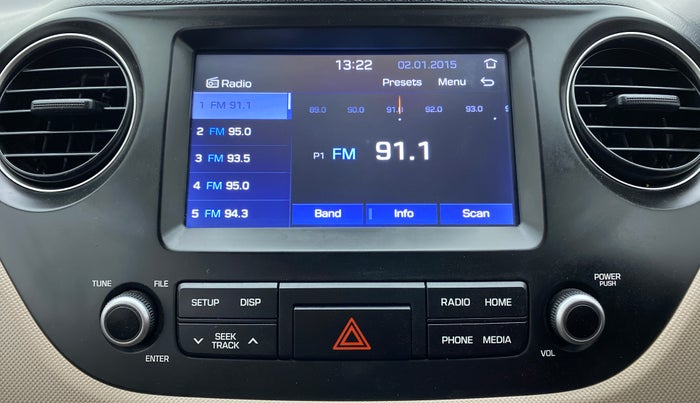 13:22 02.01.2015
Radio Presets Menu
1 FM 91.1
2 FM 95.0
3 FM 93.5
4 FM 95.0
5 FM 94.3
89.0 90.0 91.0 92.0 93.0 9
P1 FM 91.1
Band Info Scan
TUNE FILE
ENTER
SETUP DISP
SEEK
TRACK
RADIO HOME
PHONE MEDIA
POWER
PUSH
VOL